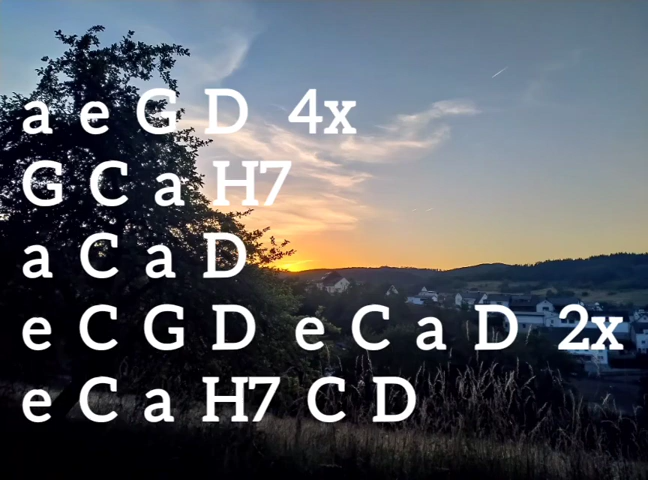 a e G D 4x
G C a H7
a C a D
e C G D e C a D 2x
e C a H7 C D